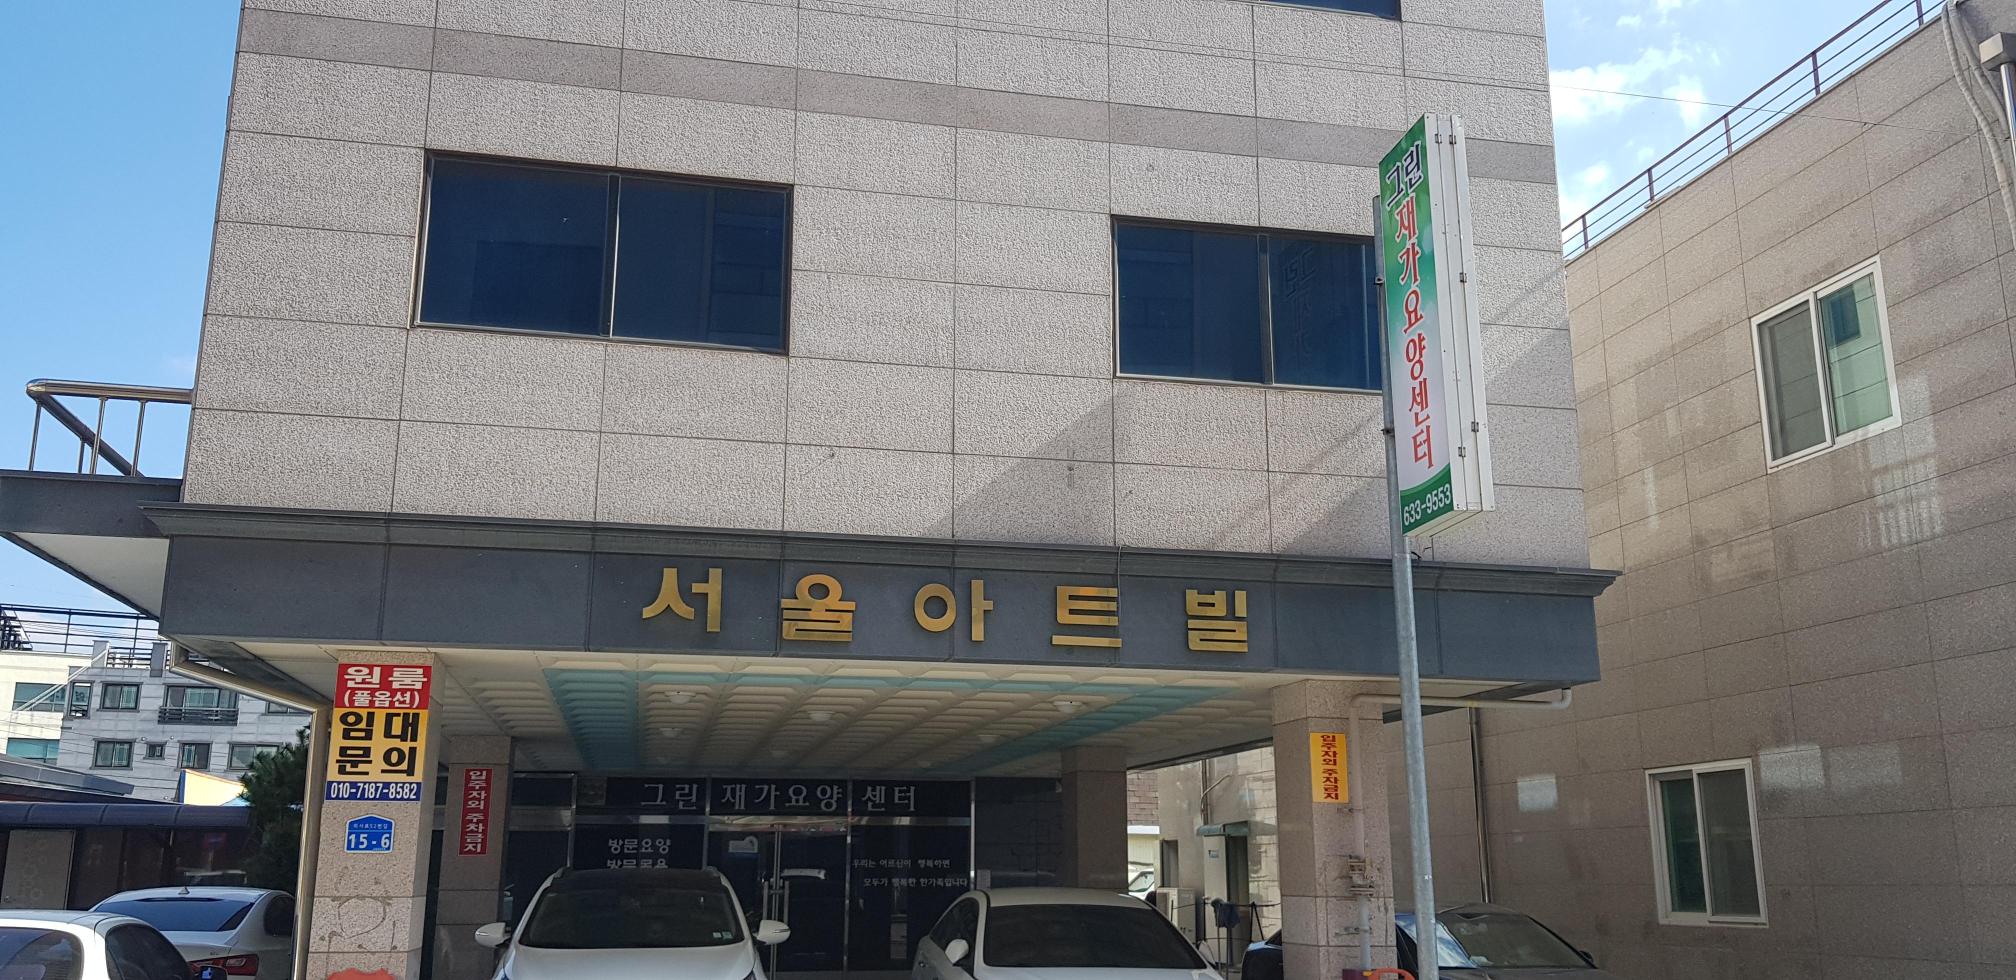 그린재가요양센터
633-9553
서울아트빌
원룸
(풀옵션)
임대
문의
010-7187-8582
15-6
입주자외 주차금지
입주자외 주차금지
그린 재가요양 센터
방문요양
방문목욕
우리는 어르신이 행복하면
모두가 행복한 한가족입니다